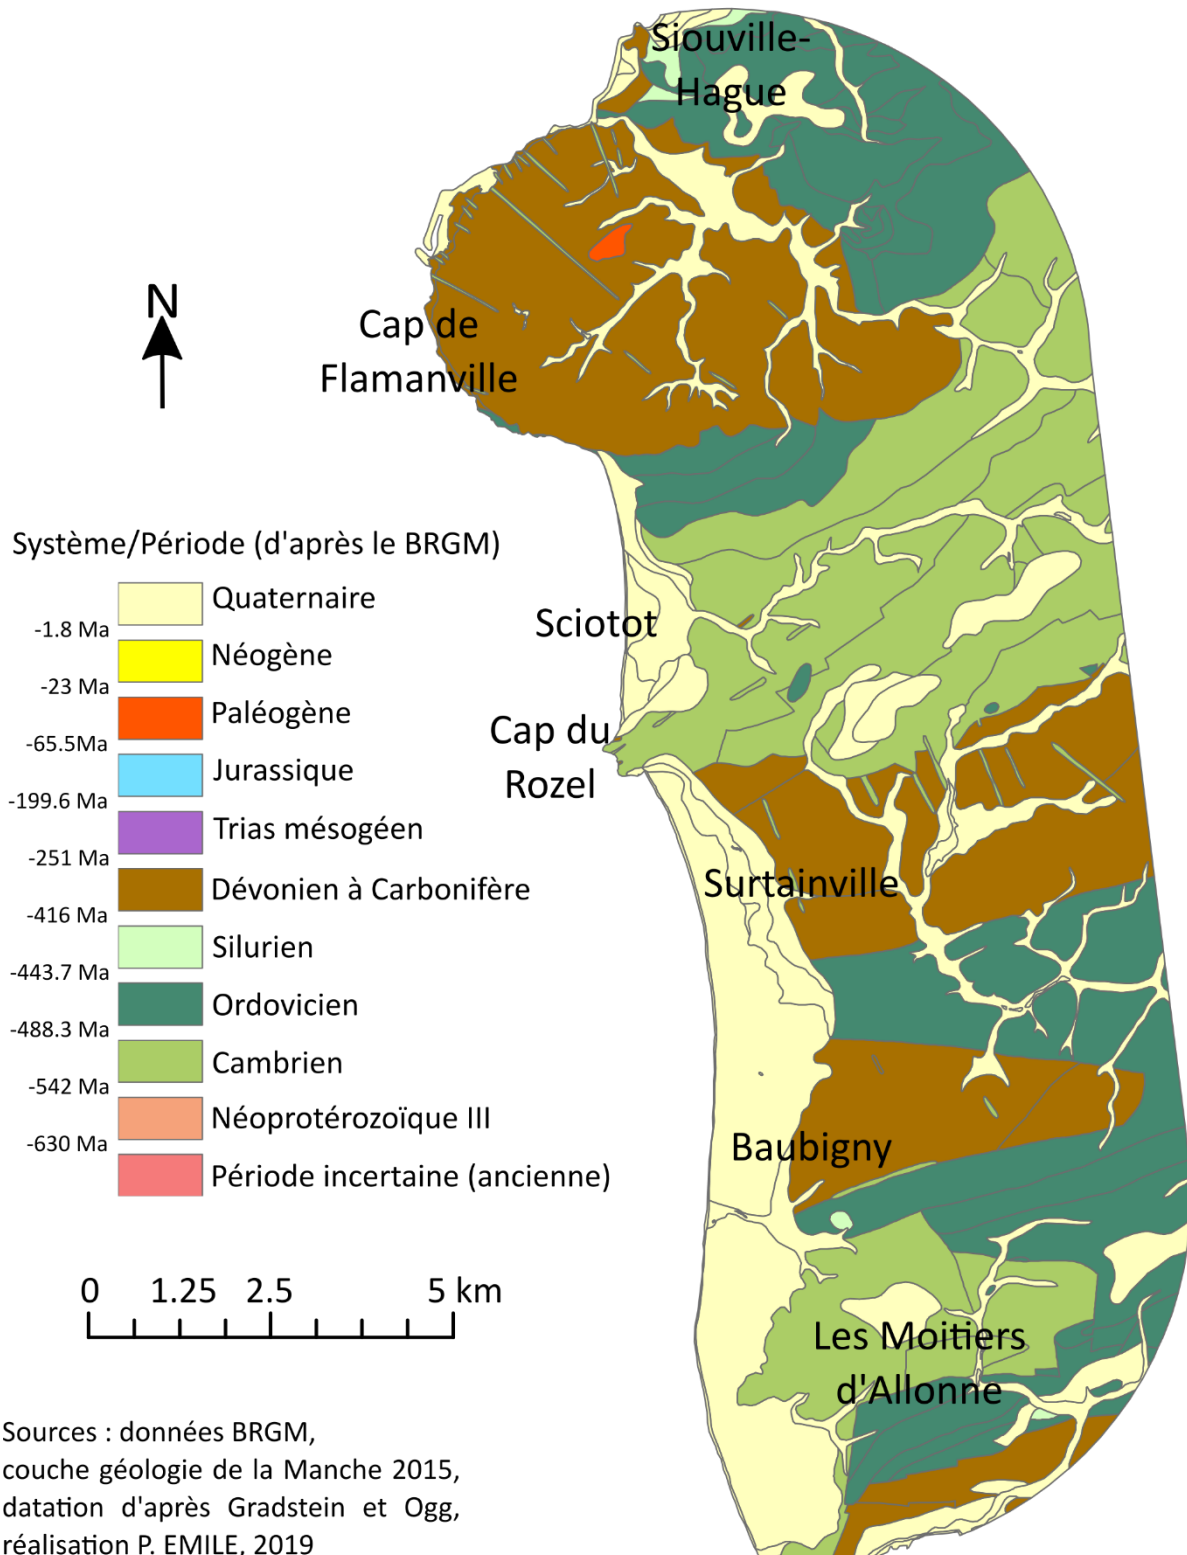 Siouville-
Hague
N
Cap de
Flamanville
Système/Période (d'après le BRGM)
Quaternaire
-1.8 Ma
Néogène
-23 Ma
Paléogène
-65.5Ma
Jurassique
-199.6 Ma
Trias mésogéen
-251 Ma
Dévonien à Carbonifère
-416 Ma
Silurien
-443.7 Ma
Ordovicien
-488.3 Ma
Cambrien
-542 Ma
Néoprotérozoïque III
-630 Ma
Période incertaine (ancienne)
Sciotot
Cap du
Rozel
Surtainville
Baubigny
Les Moitiers
d'Allonne
0 1.25 2.5 5 km
Sources : données BRGM,
couche géologie de la Manche 2015,
datation d'après Gradstein et Ogg,
réalisation P. EMILE, 2019